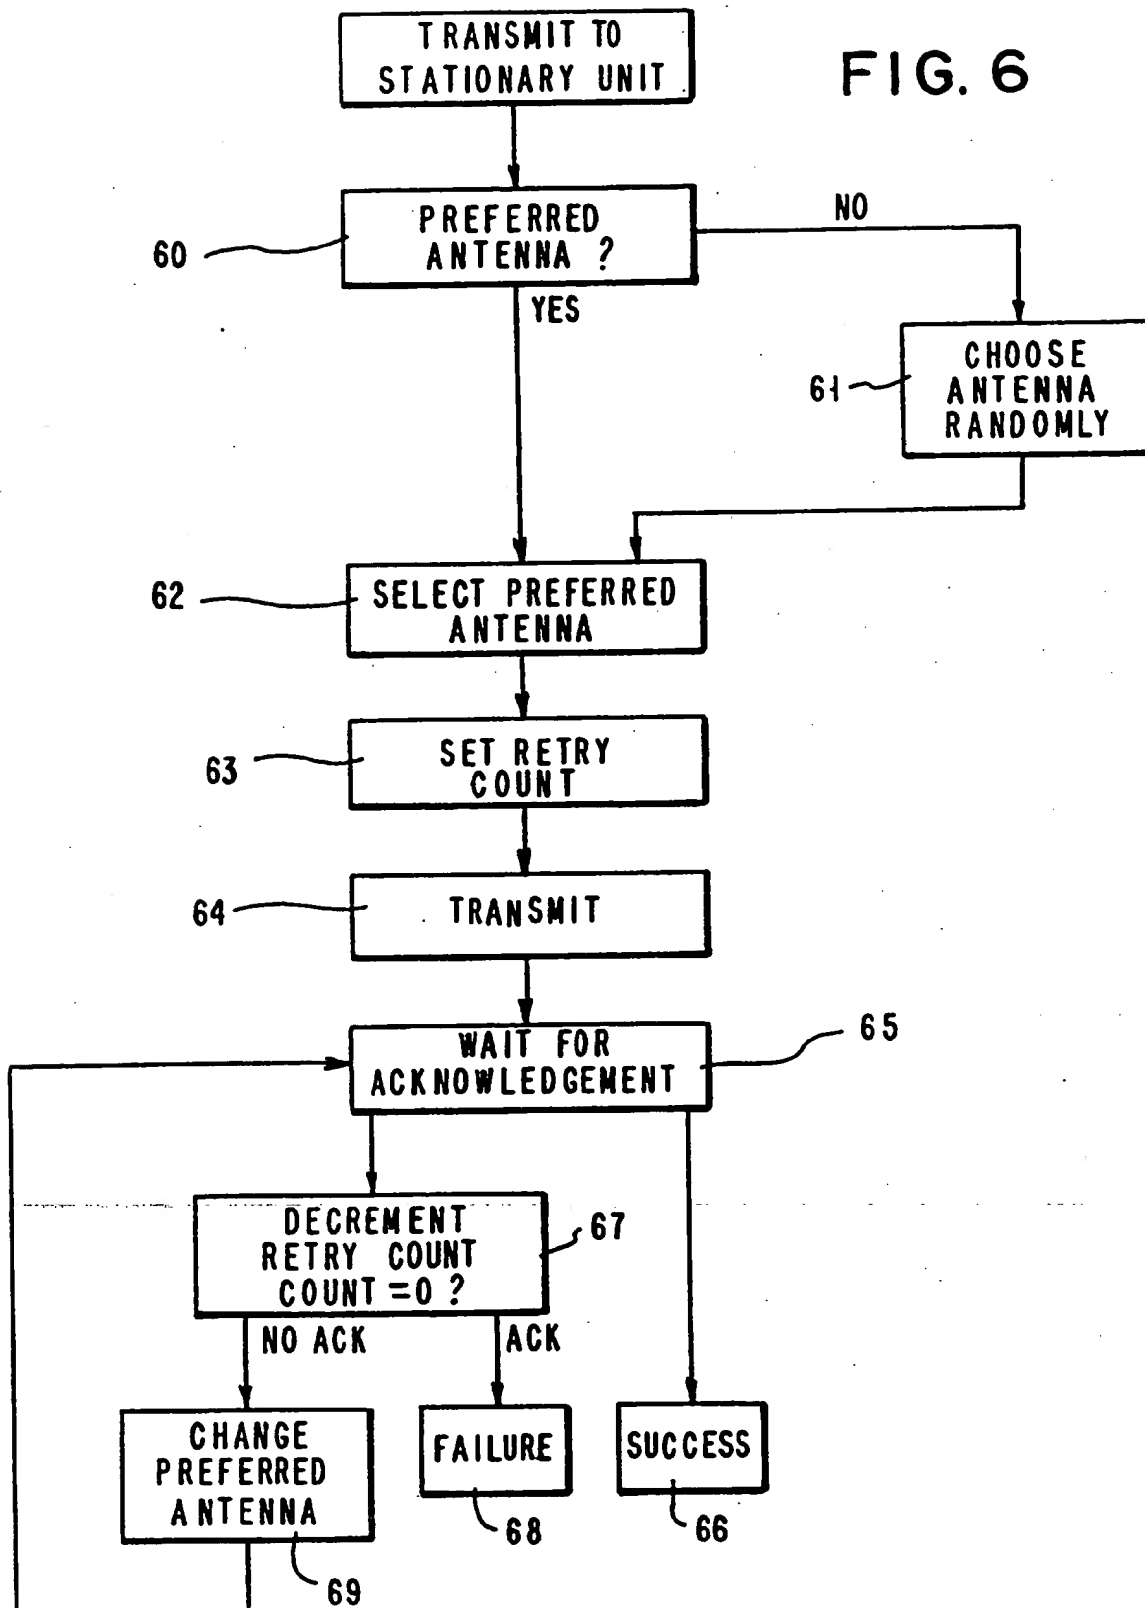 TRANSMIT TO
STATIONARY UNIT
FIG. 6
PREFERRED
ANTENNA ?
60
NO
YES
CHOOSE
ANTENNA
RANDOMLY
61
SELECT PREFERRED
ANTENNA
62
SET RETRY
COUNT
63
TRANSMIT
64
WAIT FOR
ACKNOWLEDGEMENT
65
DECREMENT
RETRY COUNT
COUNT =0 ?
67
NO ACK
ACK
CHANGE
PREFERRED
ANTENNA
FAILURE
SUCCESS
68
66
69